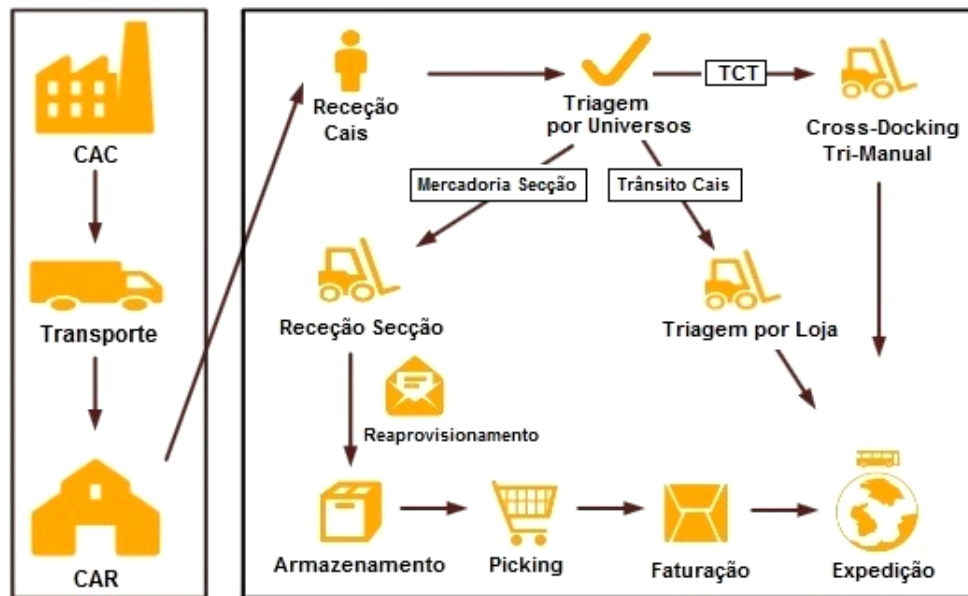 CAC
Transporte
CAR
Receção
Cais
Triagem
por Universos
TCT
Cross-Docking
Tri-Manual
Mercadoria Secção
Trânsito Cais
Receção Secção
Triagem por Loja
Reaprovisionamento
Armazenamento
Picking
Faturação
Expedição